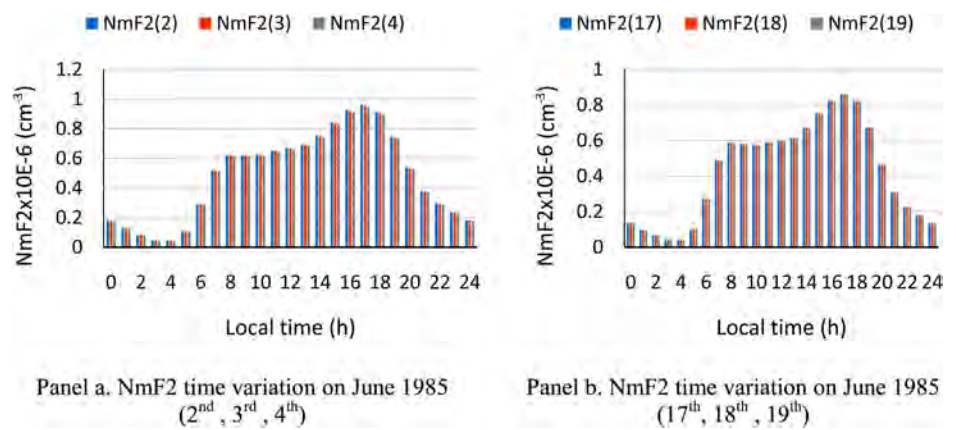 NmF2(2) NmF2(3) NmF2(4)
NmF2x10E-6 (cm-3)
1.2
1
0.8
0.6
0.4
0.2
0
0 2 4 6 8 10 12 14 16 18 20 22 24
Local time (h)
Panel a. NmF2 time variation on June 1985
(2nd , 3rd , 4th)
NmF2(17) NmF2(18) NmF2(19)
NmF2x10E-6 (cm-3)
1
0.8
0.6
0.4
0.2
0
0 2 4 6 8 10 12 14 16 18 20 22 24
Local time (h)
Panel b. NmF2 time variation on June 1985
(17th, 18th , 19th)